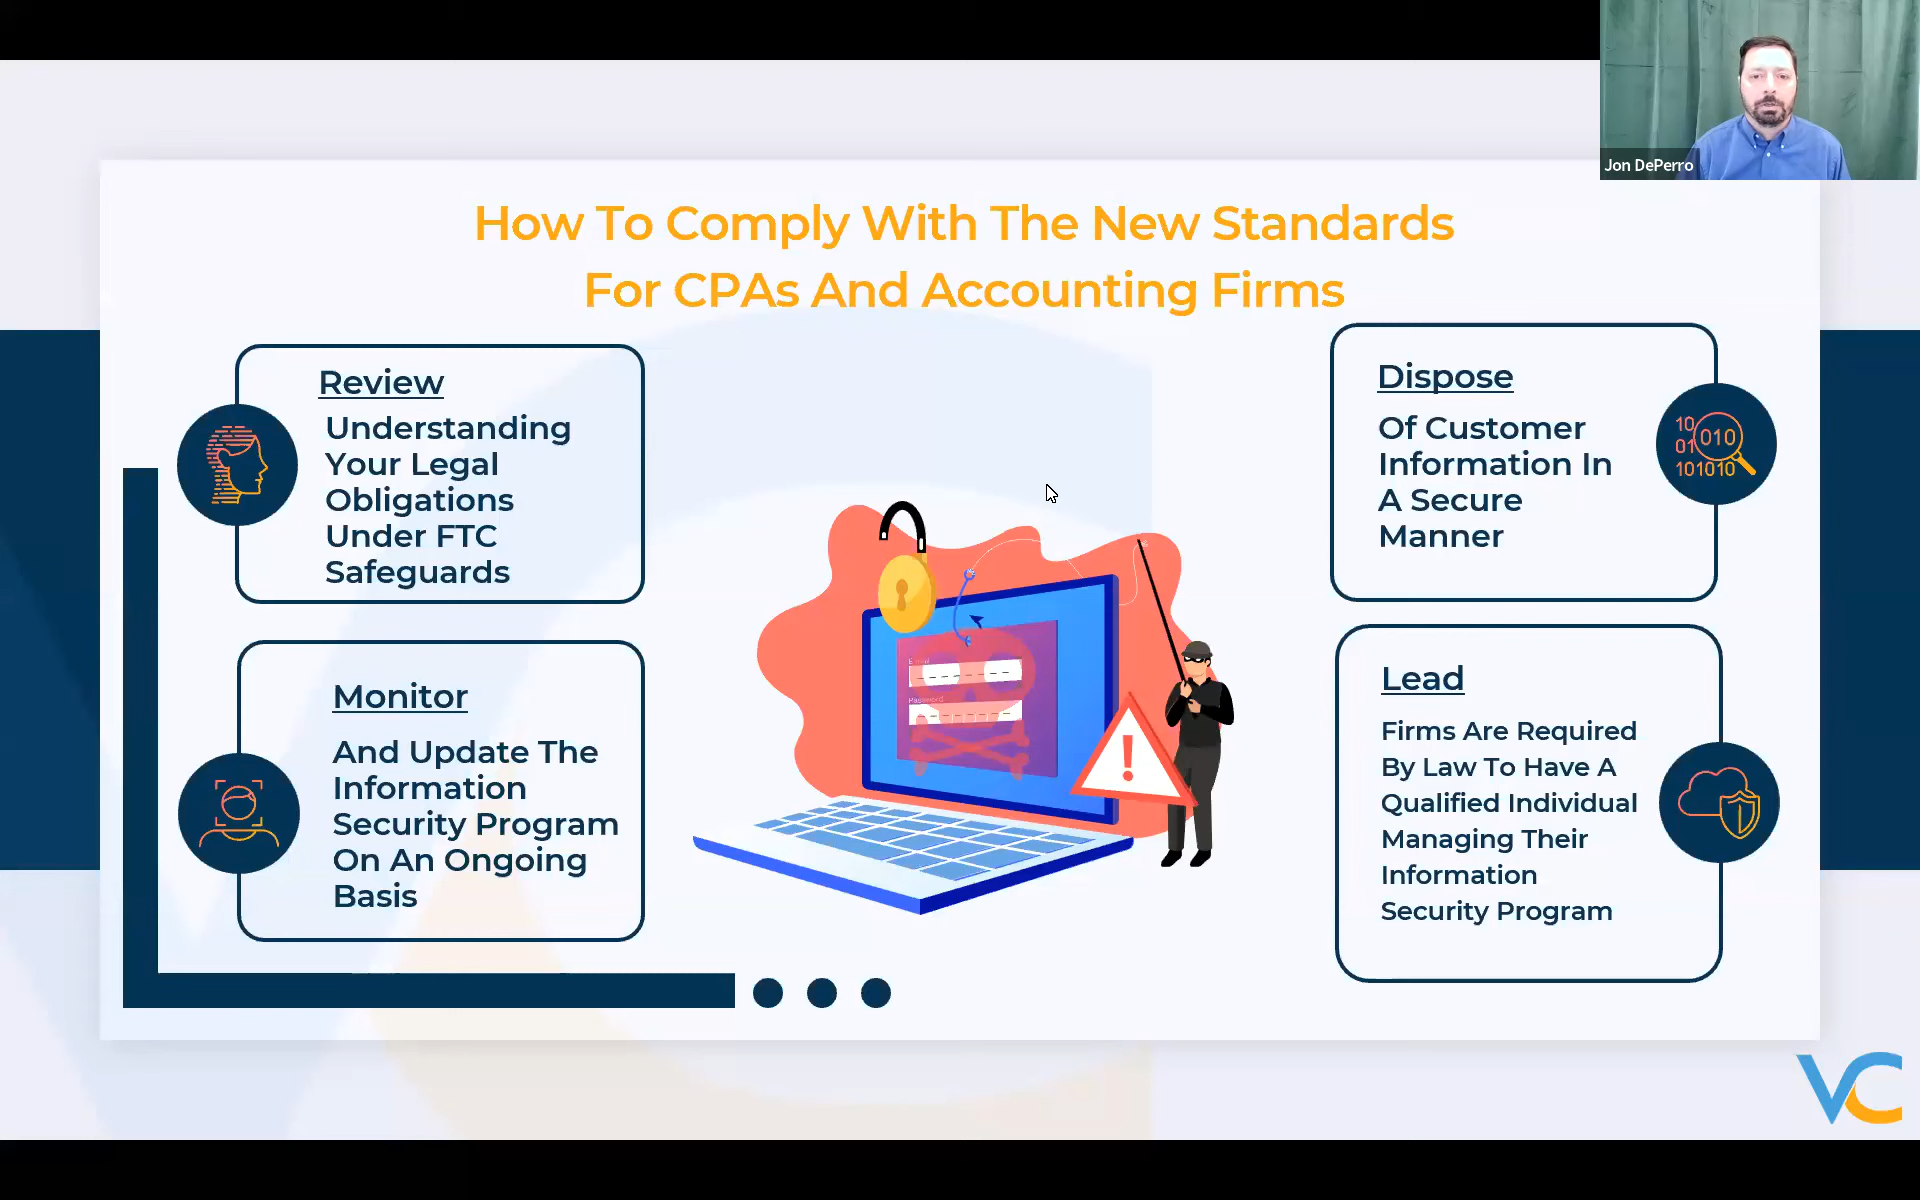 Jon DePerro
How To Comply With The New Standards
For CPAs And Accounting Firms
Review
Understanding
Your Legal
Obligations
Under FTC
Safeguards
Monitor
And Update The
Information
Security Program
On An Ongoing
Basis
Dispose
Of Customer
Information In
A Secure
Manner
10
01 010
101010
Lead
Firms Are Required
By Law To Have A
Qualified Individual
Managing Their
Information
Security Program
Email
Password
VC